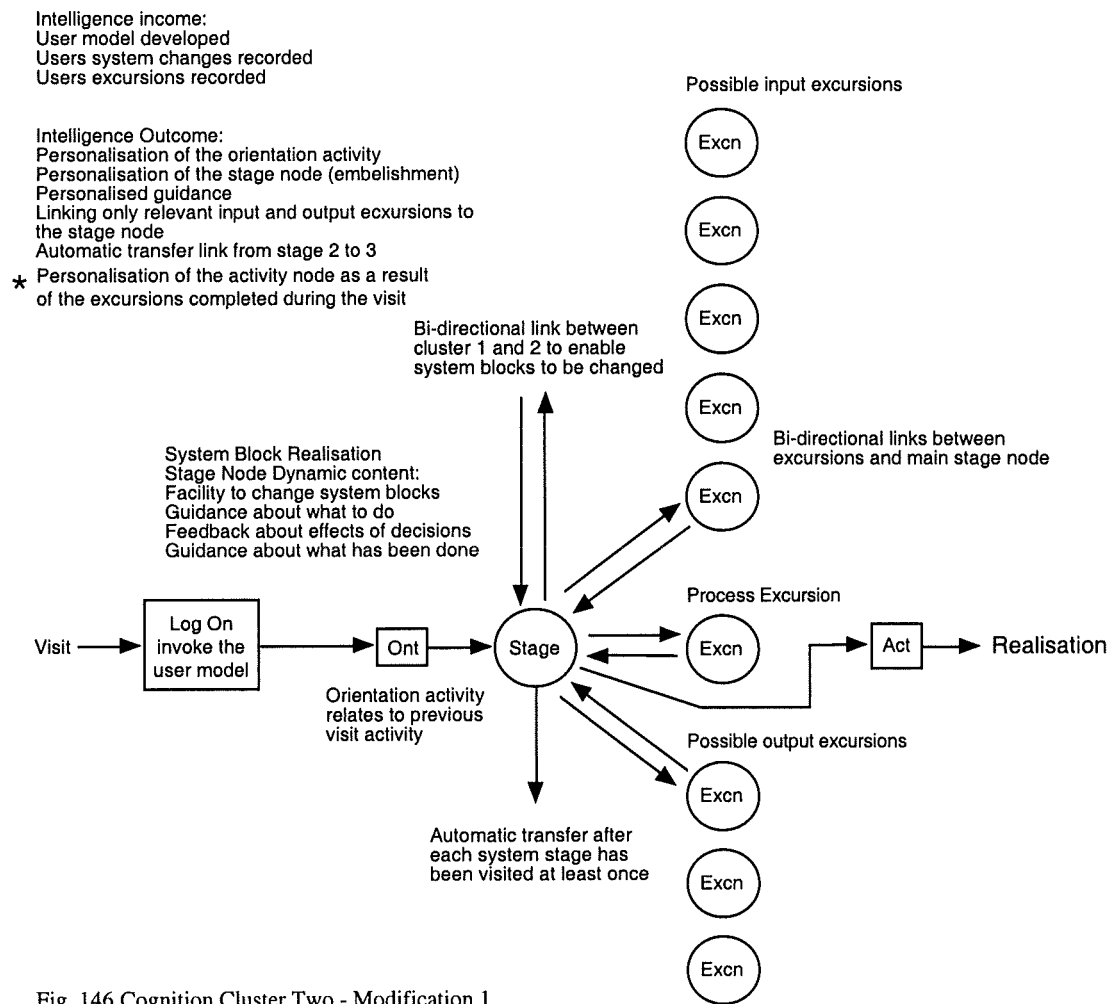 Intelligence income:
User model developed
Users system changes recorded
Users excursions recorded
Intelligence Outcome:
Personalisation of the orientation activity
Personalisation of the stage node (embelishment)
Personalised guidance
Linking only relevant input and output ecxursions to
the stage node
Automatic transfer link from stage 2 to 3
* Personalisation of the activity node as a result
of the excursions completed during the visit
Possible input excursions
Excn
Excn
Excn
Excn
Excn
Bi-directional link between
cluster 1 and 2 to enable
system blocks to be changed
Bi-directional links between
excursions and main stage node
System Block Realisation
Stage Node Dynamic content:
Facility to change system blocks
Guidance about what to do
Feedback about effects of decisions
Guidance about what has been done
Visit
Log On
invoke the
user model
Ont
Stage
Process Excursion
Excn
Act
Realisation
Orientation activity
relates to previous
visit activity
Possible output excursions
Excn
Excn
Excn
Automatic transfer after
each system stage has
been visited at least once
Fig. 146 Cognition Cluster Two - Modification 1